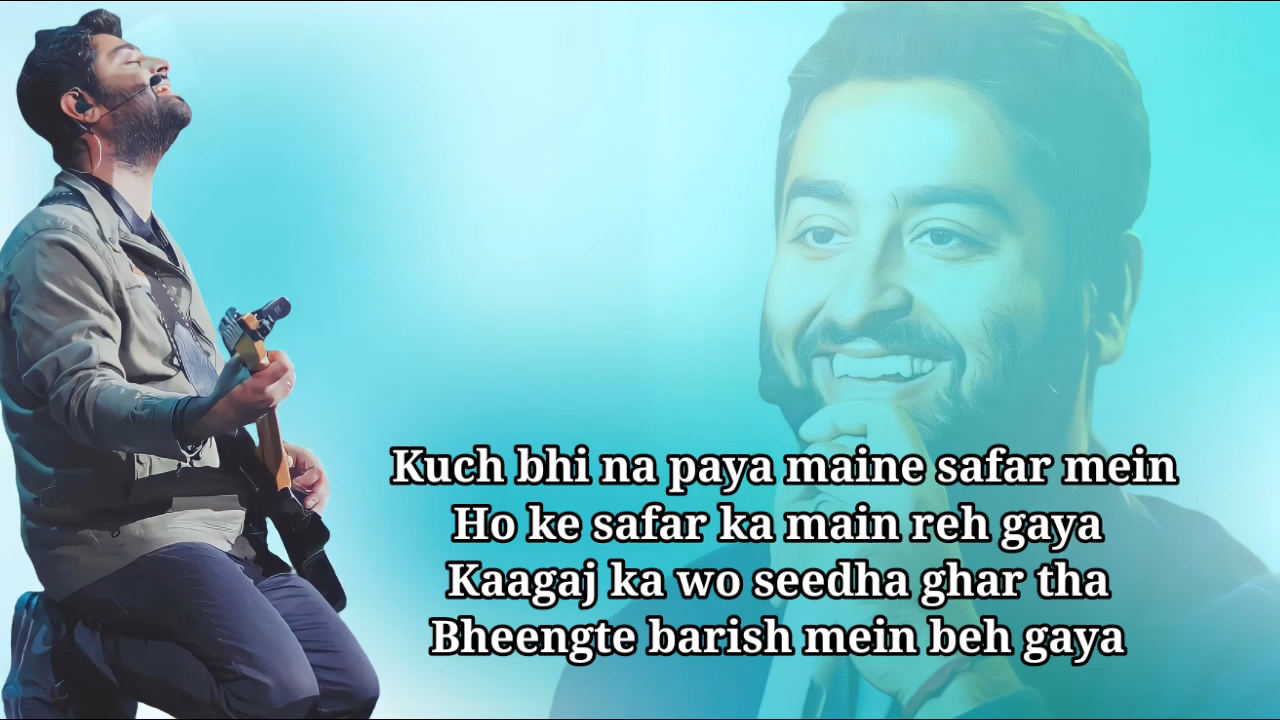 Kuch bhi na paya maine safar mein
Ho ke safar ka main reh gaya
Kaagaj ka wo seedha ghar tha
Bheengte barish mein beh gaya